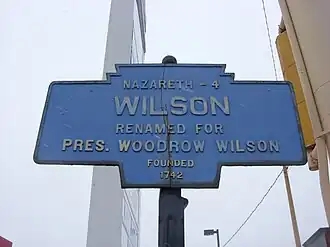 NAZARETH - 4
WILSON
RENAMED FOR
PRES. WOODROW WILSON
FOUNDED
1742